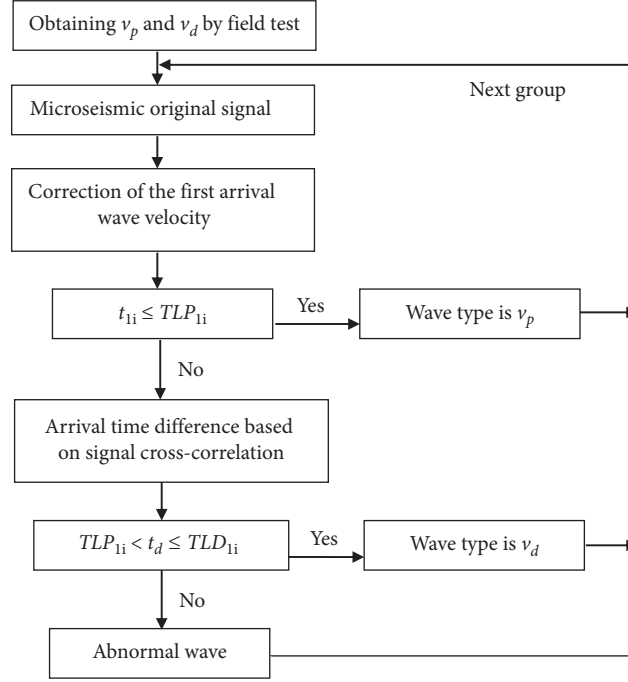 Obtaining v_p and v_d by field test
Next group
Microseismic original signal
Correction of the first arrival
wave velocity
t_1i ≤ TLP_1i
Yes
Wave type is v_p
No
Arrival time difference based
on signal cross-correlation
TLP_1i < t_d ≤ TLD_1i
Yes
Wave type is v_d
No
Abnormal wave